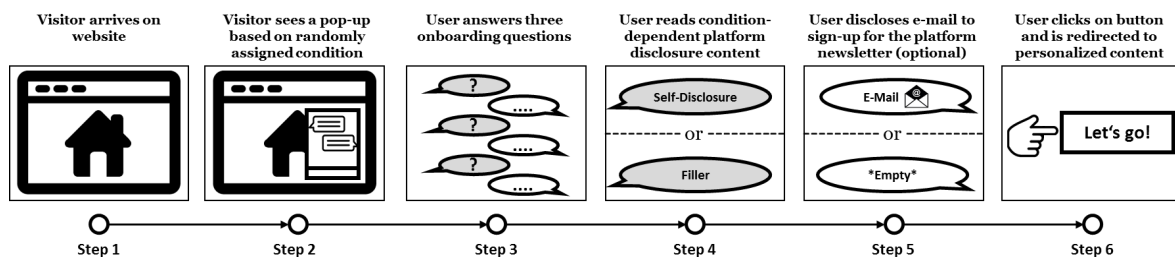 Visitor arrives on
website
Visitor sees a pop-up
based on randomly
assigned condition
User answers three
onboarding questions
User reads condition-
dependent platform
disclosure content
User discloses e-mail to
sign-up for the platform
newsletter (optional)
User clicks on button
and is redirected to
personalized content
?
....
?
....
?
....
Self-Disclosure
or
Filler
E-Mail @
or
*Empty*
Let's go!
Step 1
Step 2
Step 3
Step 4
Step 5
Step 6